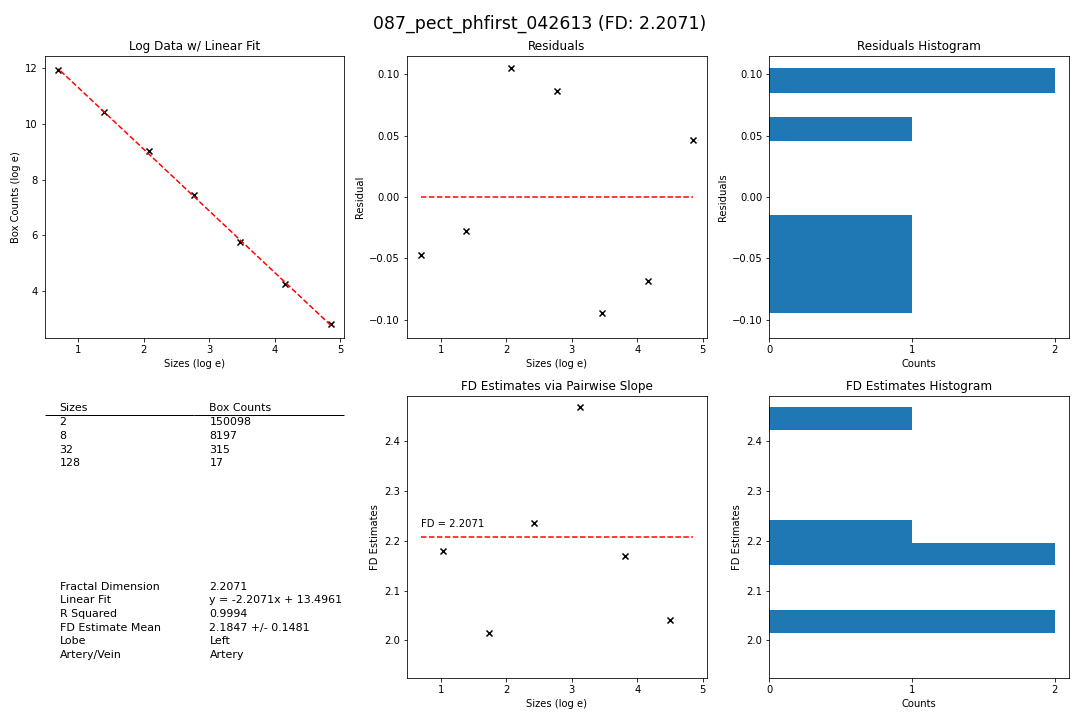 087_pect_phfirst_042613 (FD: 2.2071)
Log Data w/ Linear Fit
12
10
8
6
4
Box Counts (log e)
1 2 3 4 5
Sizes (log e)
Residuals
0.10
0.05
0.00
−0.05
−0.10
Residual
1 2 3 4 5
Sizes (log e)
Residuals Histogram
0.10
0.05
0.00
−0.05
−0.10
Residuals
0 1 2
Counts
Sizes Box Counts
2 150098
8 8197
32 315
128 17
Fractal Dimension 2.2071
Linear Fit y = -2.2071x + 13.4961
R Squared 0.9994
FD Estimate Mean 2.1847 +/- 0.1481
Lobe Left
Artery/Vein Artery
FD Estimates via Pairwise Slope
2.4
2.3
2.2
2.1
2.0
FD Estimates
FD = 2.2071
1 2 3 4 5
Sizes (log e)
FD Estimates Histogram
2.4
2.3
2.2
2.1
2.0
FD Estimates
0 1 2
Counts